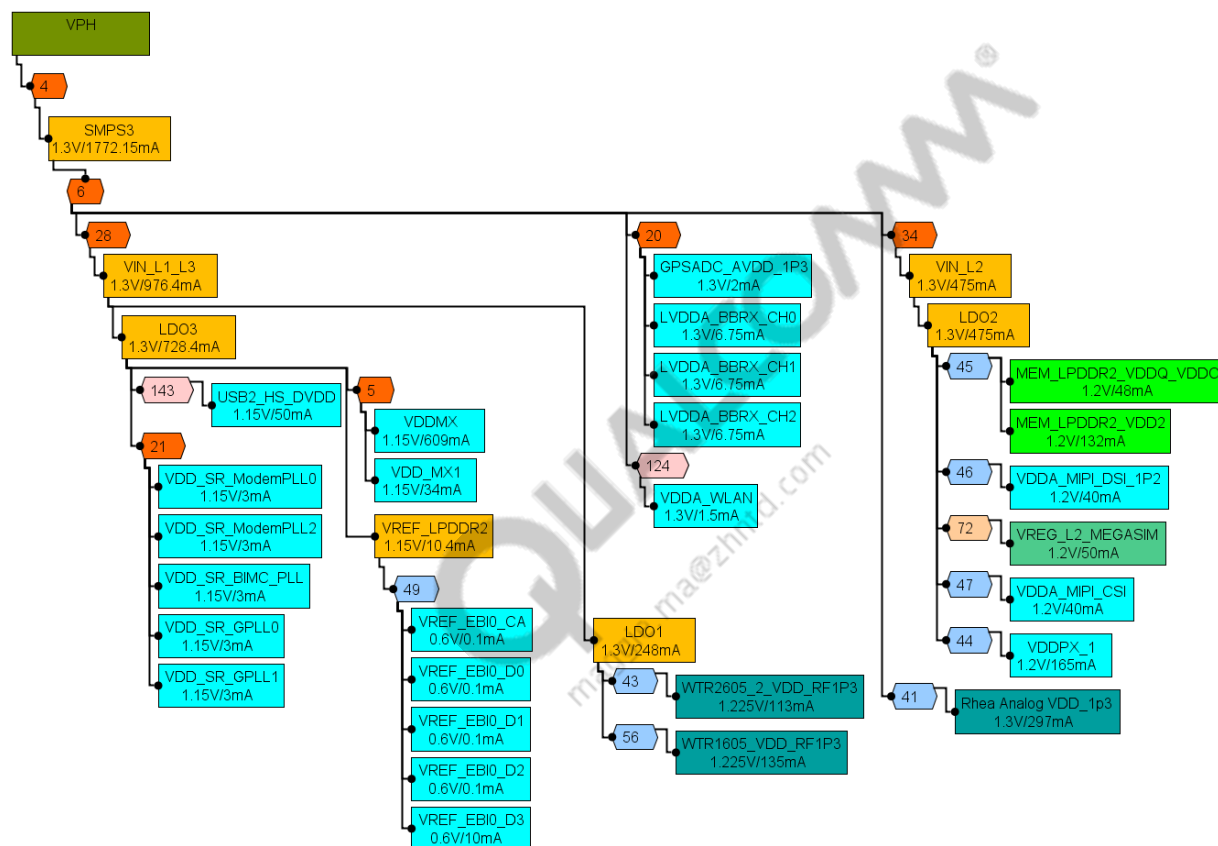 VPH
4
SMPS3
1.3V/1772.15mA
6
28
VIN_L1_L3
1.3V/976.4mA
LDO3
1.3V/728.4mA
143
USB2_HS_DVDD
1.15V/50mA
21
VDD_SR_ModemPLL0
1.15V/3mA
VDD_SR_ModemPLL2
1.15V/3mA
VDD_SR_BIMC_PLL
1.15V/3mA
VDD_SR_GPLL0
1.15V/3mA
VDD_SR_GPLL1
1.15V/3mA
5
VDDMX
1.15V/609mA
VDD_MX1
1.15V/34mA
VREF_LPDDR2
1.15V/10.4mA
49
VREF_EBI0_CA
0.6V/0.1mA
VREF_EBI0_D0
0.6V/0.1mA
VREF_EBI0_D1
0.6V/0.1mA
VREF_EBI0_D2
0.6V/0.1mA
VREF_EBI0_D3
0.6V/10mA
LDO1
1.3V/248mA
43
WTR2605_2_VDD_RF1P3
1.225V/113mA
56
WTR1605_VDD_RF1P3
1.225V/135mA
20
GPSADC_AVDD_1P3
1.3V/2mA
LVDDA_BBRX_CH0
1.3V/6.75mA
LVDDA_BBRX_CH1
1.3V/6.75mA
LVDDA_BBRX_CH2
1.3V/6.75mA
124
VDDA_WLAN
1.3V/1.5mA
34
VIN_L2
1.3V/475mA
LDO2
1.3V/475mA
45
MEM_LPDDR2_VDDQ_VDDC
1.2V/48mA
MEM_LPDDR2_VDD2
1.2V/132mA
46
VDDA_MIPI_DSI_1P2
1.2V/40mA
72
VREG_L2_MEGASIM
1.2V/50mA
47
VDDA_MIPI_CSI
1.2V/40mA
44
VDDPX_1
1.2V/165mA
41
Rhea Analog VDD_1p3
1.3V/297mA
QUALCOMM®